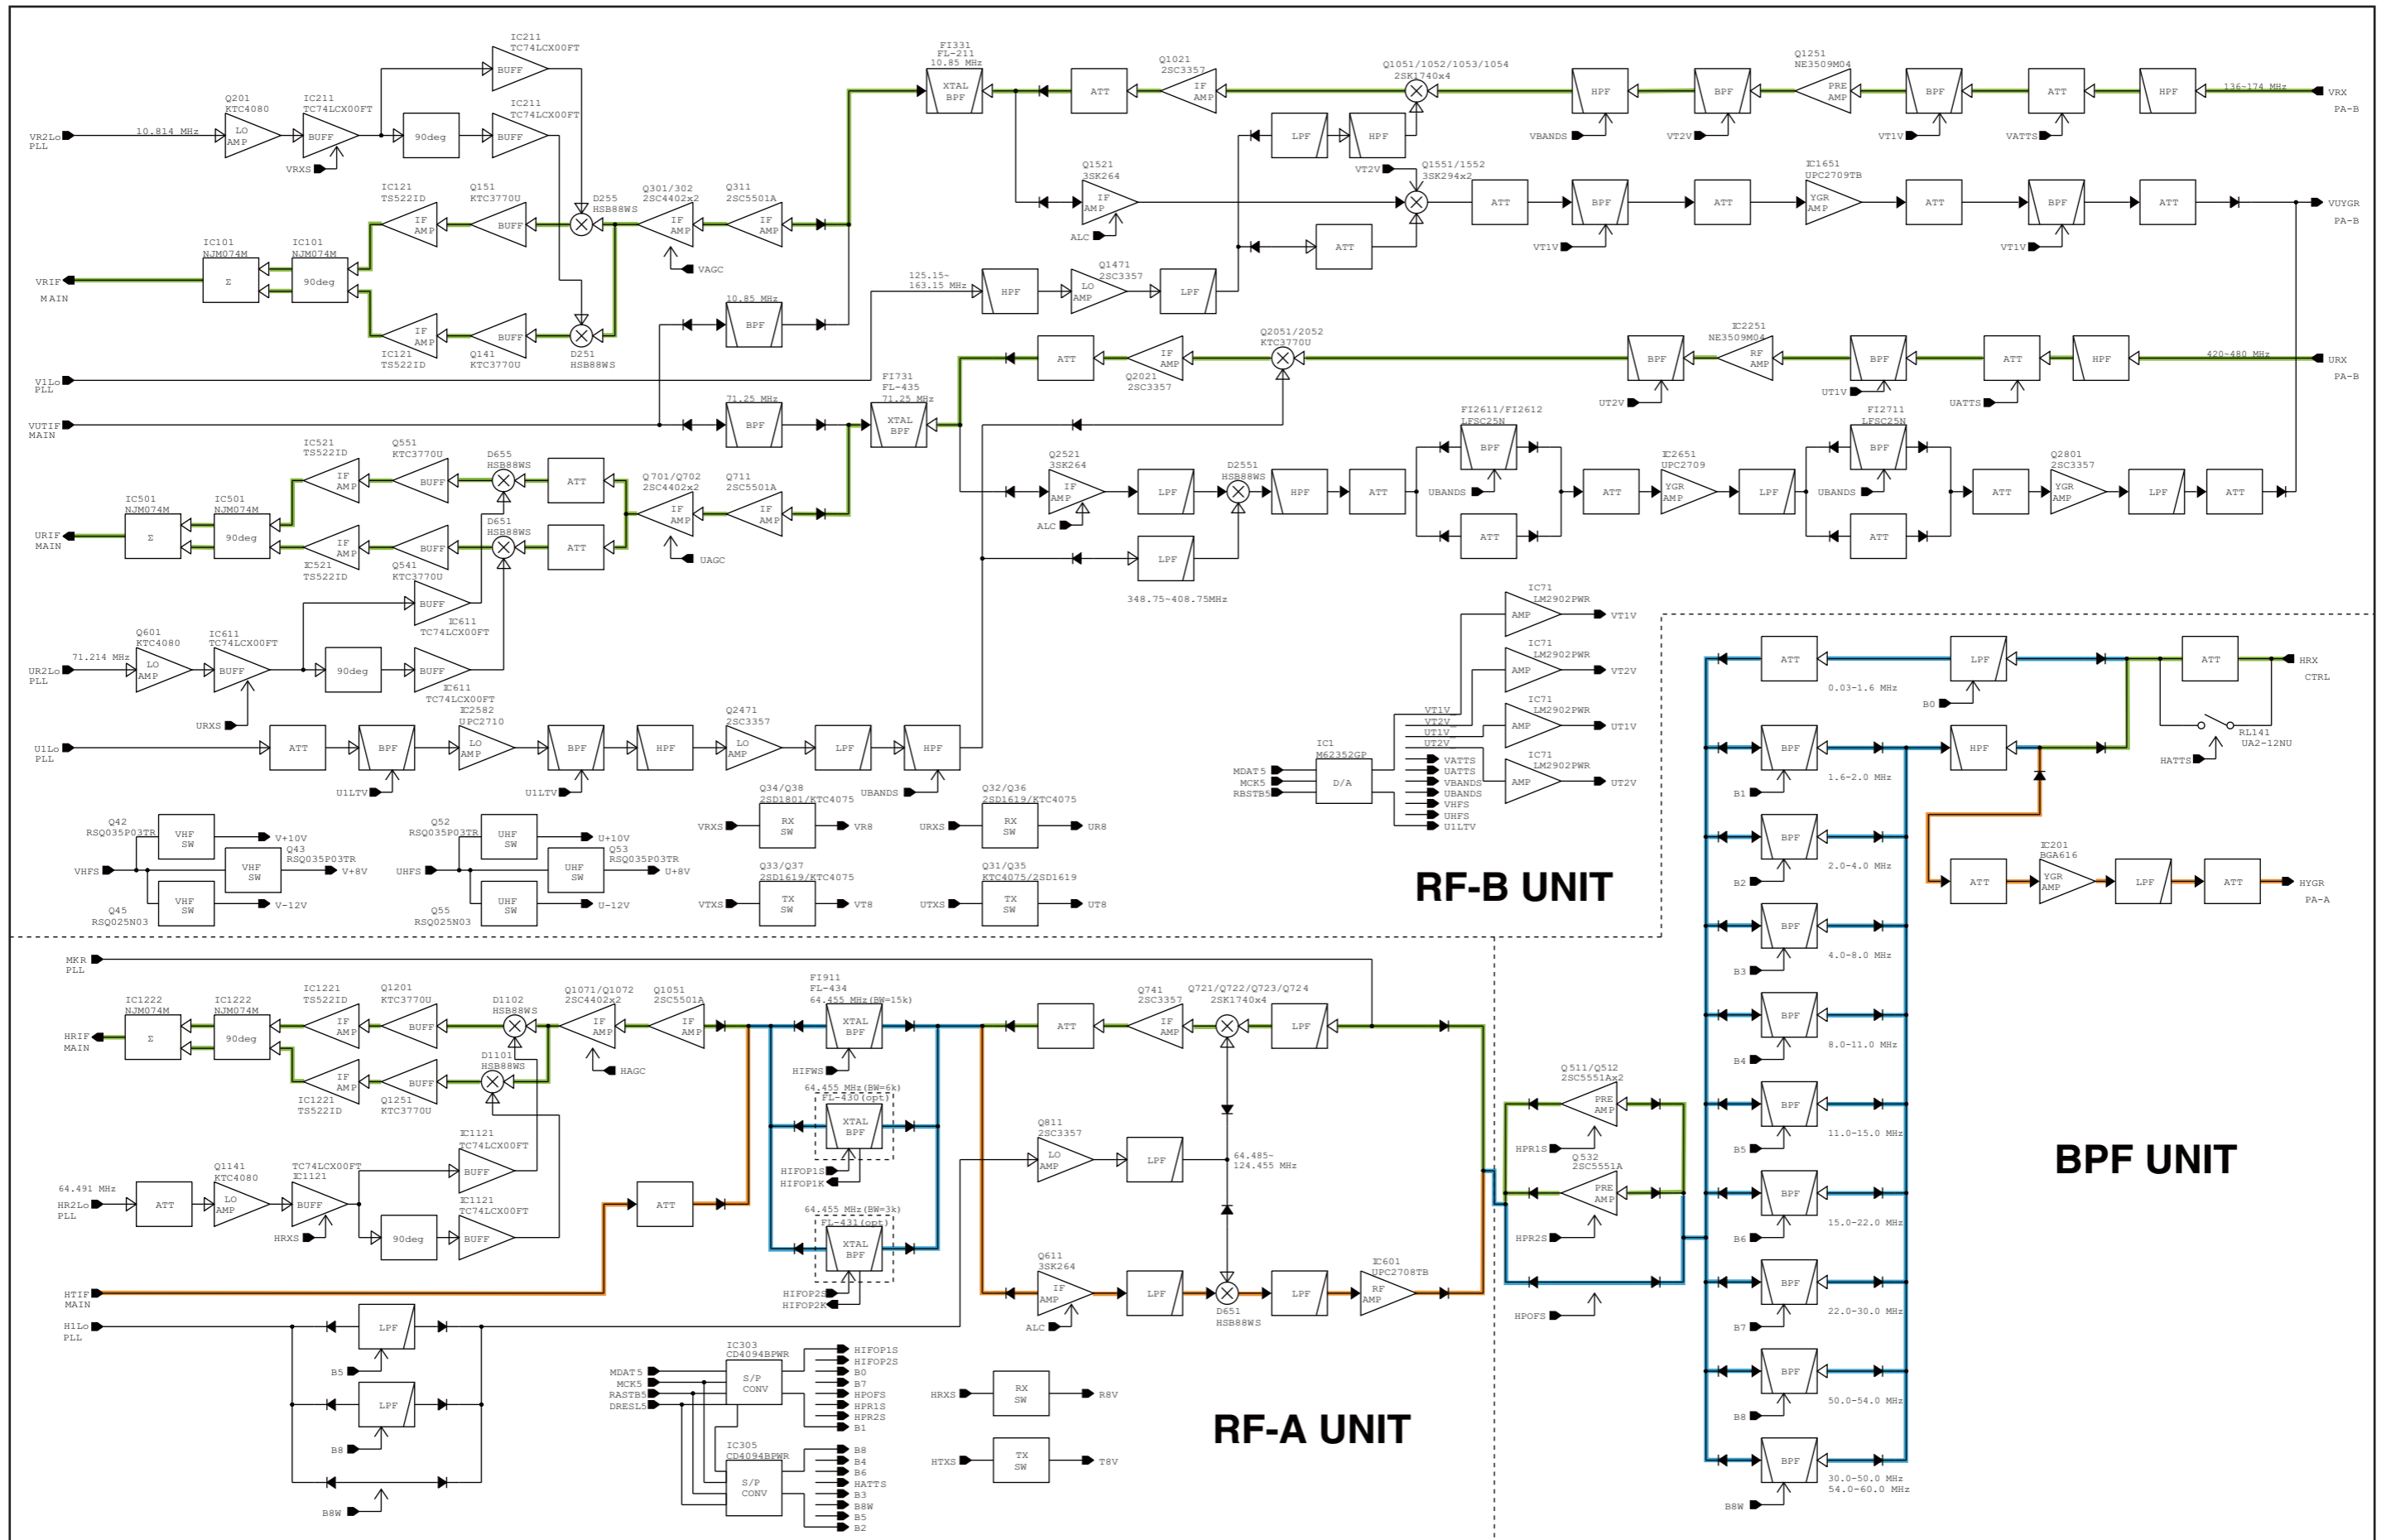 IC211
TC74LCX00FT
BUFF
Q201
KTC4080
IC211
TC74LCX00FT
IC211
TC74LCX00FT
VR2Lo
PLL
10.814 MHz
LO
AMP
BUFF
90deg
BUFF
VRXS
IC121
TS522ID
Q151
KTC3770U
D255
HSB88WS
Q301/302
2SC4402x2
Q311
2SC5501A
IF
AMP
BUFF
IF
AMP
IF
AMP
IC101
NJM074M
IC101
NJM074M
VRIF
MAIN
Σ
90deg
VAGC
IF
AMP
BUFF
IC121
TS522ID
Q141
KTC3770U
D251
HSB88WS
10.85 MHz
BPF
V1Lo
PLL
VUTIF
MAIN
71.25 MHz
BPF
FI331
FL-211
10.85 MHz
XTAL
BPF
ATT
Q1021
2SC3357
IF
AMP
Q1051/1052/1053/1054
2SK1740x4
HPF
BPF
Q1251
NE3509M04
PRE
AMP
BPF
ATT
HPF
136~174 MHz
VRX
PA-B
VBANDS
VT2V
VT1V
VATTS
LPF
HPF
VT2V
Q1521
3SK264
IF
AMP
ALC
Q1551/1552
3SK294x2
ATT
BPF
ATT
IC1651
UPC2709TB
YGR
AMP
ATT
BPF
ATT
VUYGR
PA-B
VT1V
VT1V
ATT
125.15~
163.15 MHz
HPF
Q1471
2SC3357
LO
AMP
LPF
FI731
FL-435
71.25 MHz
XTAL
BPF
ATT
IF
AMP
Q2021
2SC3357
Q2051/2052
KTC3770U
BPF
IC2251
NE3509M04
RF
AMP
BPF
ATT
HPF
420~480 MHz
URX
PA-B
UT2V
UT1V
UATTS
IC521
TS522ID
Q551
KTC3770U
D655
HSB88WS
IF
AMP
BUFF
ATT
Q701/Q702
2SC4402x2
Q711
2SC5501A
IF
AMP
IF
AMP
IC501
NJM074M
IC501
NJM074M
D651
HSB88WS
URIF
MAIN
Σ
90deg
IF
AMP
BUFF
ATT
UAGC
IC521
TS522ID
Q541
KTC3770U
BUFF
IC611
TC74LCX00FT
Q2521
3SK264
IF
AMP
ALC
LPF
D2551
HSB88WS
HPF
ATT
FI2611/FI2612
LFSC25N
BPF
UBANDS
ATT
ATT
IC2651
UPC2709
YGR
AMP
LPF
FI2711
LFSC25N
BPF
UBANDS
ATT
ATT
Q2801
2SC3357
YGR
AMP
LPF
ATT
LPF
348.75~408.75MHz
Q601
KTC4080
IC611
TC74LCX00FT
UR2Lo
PLL
71.214 MHz
LO
AMP
BUFF
90deg
BUFF
IC611
TC74LCX00FT
URXS
U1Lo
PLL
ATT
BPF
IC2582
UPC2710
LO
AMP
BPF
HPF
Q2471
2SC3357
LO
AMP
LPF
HPF
U1LTV
U1LTV
UBANDS
IC71
LM2902PWR
AMP
VT1V
IC71
LM2902PWR
AMP
VT2V
IC71
LM2902PWR
AMP
UT1V
IC71
LM2902PWR
AMP
UT2V
VT1V
VT2V
UT1V
UT2V
IC1
M62352GP
D/A
MDAT5
MCK5
RBSTB5
VATTS
UATTS
VBANDS
UBANDS
VHFS
UHFS
U1LTV
Q42
RSQ035P03TR
VHF
SW
V+10V
Q43
RSQ035P03TR
VHFS
VHF
SW
V+8V
VHF
SW
V-12V
Q45
RSQ025N03
Q52
RSQ035P03TR
UHF
SW
U+10V
Q53
RSQ035P03TR
UHFS
UHF
SW
U+8V
UHF
SW
U-12V
Q55
RSQ025N03
Q34/Q38
2SD1801/KTC4075
VRXS
RX
SW
VR8
Q32/Q36
2SD1619/KTC4075
URXS
RX
SW
UR8
Q33/Q37
2SD1619/KTC4075
VTXS
TX
SW
VT8
Q31/Q35
KTC4075/2SD1619
UTXS
TX
SW
UT8
RF-B UNIT
ATT
LPF
ATT
HRX
CTRL
0.03-1.6 MHz
B0
BPF
HPF
RL141
UA2-12NU
HATTS
1.6-2.0 MHz
B1
BPF
2.0-4.0 MHz
B2
IC201
BGA616
ATT
YGR
AMP
LPF
ATT
HYGR
PA-A
BPF
4.0-8.0 MHz
B3
BPF
8.0-11.0 MHz
B4
BPF
11.0-15.0 MHz
B5
BPF
15.0-22.0 MHz
B6
BPF
22.0-30.0 MHz
B7
BPF
50.0-54.0 MHz
B8
BPF
30.0-50.0 MHz
54.0-60.0 MHz
B8W
BPF UNIT
MKR
PLL
IC1222
NJM074M
IC1222
NJM074M
IC1221
TS522ID
Q1201
KTC3770U
D1102
HSB88WS
Q1071/Q1072
2SC4402x2
Q1051
2SC5501A
HRIF
MAIN
Σ
90deg
IF
AMP
BUFF
IF
AMP
IF
AMP
HAGC
D1101
HSB88WS
IF
AMP
BUFF
IC1221
TS522ID
Q1251
KTC3770U
FI911
FL-434
64.455 MHz(BW=15k)
XTAL
BPF
HIFWS
64.455 MHz(BW=6k)
FL-430(opt)
XTAL
BPF
HIFOP1S
HIFOP1K
64.455 MHz(BW=3k)
FL-431(opt)
XTAL
BPF
HIFOP2S
HIFOP2K
ATT
Q741
2SC3357
IF
AMP
Q721/Q722/Q723/Q724
2SK1740x4
LPF
Q811
2SC3357
LO
AMP
LPF
64.485~
124.455 MHz
Q511/Q512
2SC5551Ax2
PRE
AMP
HPR1S
Q532
2SC5551A
PRE
AMP
HPR2S
HPOFS
IC1121
TC74LCX00FT
BUFF
Q1141
KTC4080
TC74LCX00FT
IC1121
IC1121
TC74LCX00FT
64.491 MHz
HR2Lo
PLL
ATT
LO
AMP
BUFF
90deg
BUFF
HRXS
ATT
HTIF
MAIN
H1Lo
PLL
LPF
B5
LPF
B8
B8W
Q611
3SK264
IF
AMP
ALC
LPF
D651
HSB88WS
LPF
IC601
UPC2708TB
RF
AMP
IC303
CD4094BPWR
MDAT5
MCK5
RASTB5
DRESL5
S/P
CONV
HIFOP1S
HIFOP2S
B0
B7
HPOFS
HPR1S
HPR2S
B1
IC305
CD4094BPWR
S/P
CONV
B8
B4
B6
HATTS
B3
B8W
B5
B2
HRXS
RX
SW
R8V
HTXS
TX
SW
T8V
RF-A UNIT